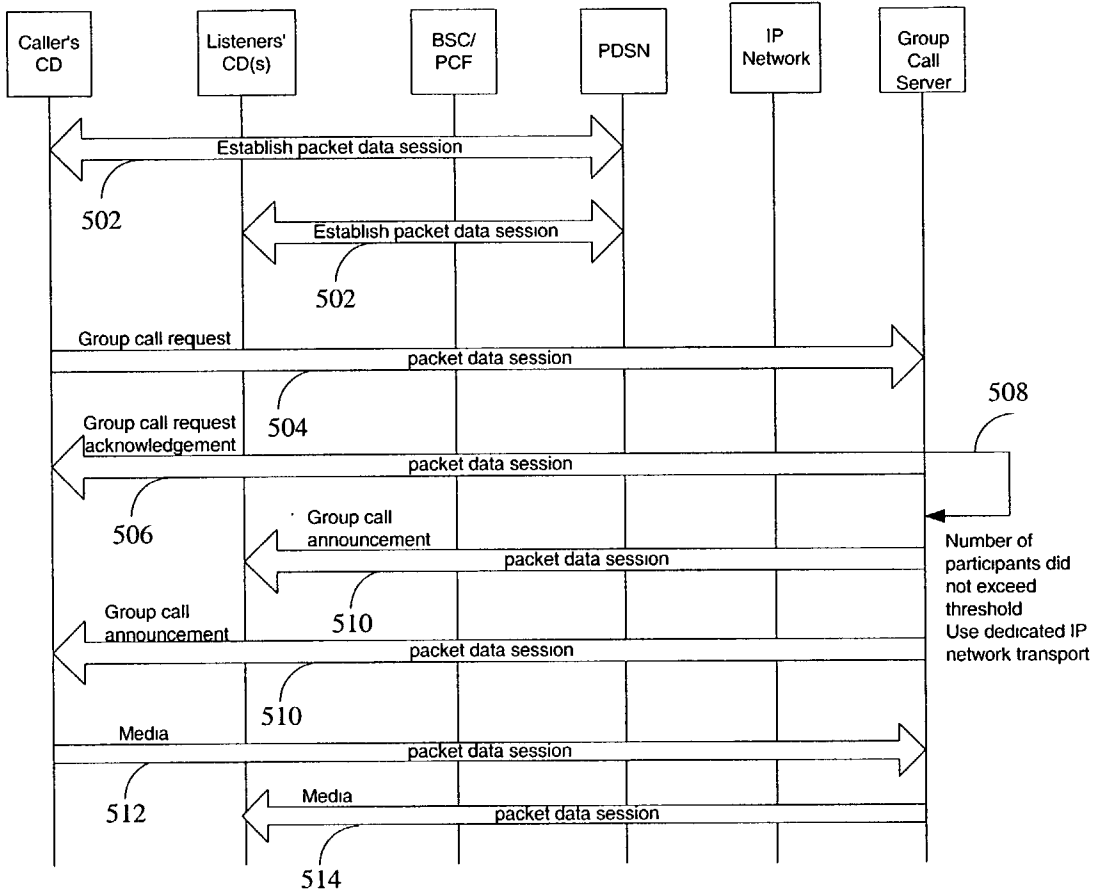 Caller's
CD
Listeners'
CD(s)
BSC/
PCF
PDSN
IP
Network
Group
Call
Server
Establish packet data session
502
Establish packet data session
502
Group call request
packet data session
504
508
Group call request
acknowledgement
packet data session
506
Group call
announcement
packet data session
510
Number of
participants did
not exceed
threshold
Use dedicated IP
network transport
Group call
announcement
packet data session
510
Media
packet data session
512
Media
packet data session
514